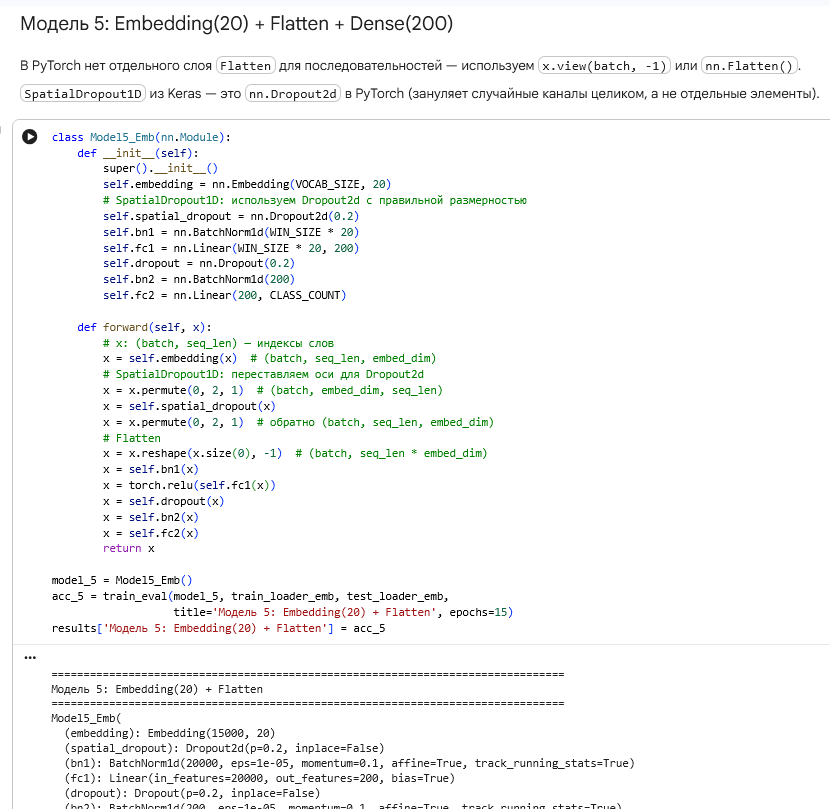 Модель 5: Embedding(20) + Flatten + Dense(200)
В PyTorch нет отдельного слоя Flatten для последовательностей — используем x.view(batch, -1) или nn.Flatten().
SpatialDropout1D из Keras — это nn.Dropout2d в PyTorch (зануляет случайные каналы целиком, а не отдельные элементы).
class Model5_Emb(nn.Module):
    def __init__(self):
        super().__init__()
        self.embedding = nn.Embedding(VOCAB_SIZE, 20)
        # SpatialDropout1D: используем Dropout2d с правильной размерностью
        self.spatial_dropout = nn.Dropout2d(0.2)
        self.bn1 = nn.BatchNorm1d(WIN_SIZE * 20)
        self.fc1 = nn.Linear(WIN_SIZE * 20, 200)
        self.dropout = nn.Dropout(0.2)
        self.bn2 = nn.BatchNorm1d(200)
        self.fc2 = nn.Linear(200, CLASS_COUNT)
    def forward(self, x):
        # x: (batch, seq_len) — индексы слов
        x = self.embedding(x)  # (batch, seq_len, embed_dim)
        # SpatialDropout1D: переставляем оси для Dropout2d
        x = x.permute(0, 2, 1)  # (batch, embed_dim, seq_len)
        x = self.spatial_dropout(x)
        x = x.permute(0, 2, 1)  # обратно (batch, seq_len, embed_dim)
        # Flatten
        x = x.reshape(x.size(0), -1)  # (batch, seq_len * embed_dim)
        x = self.bn1(x)
        x = torch.relu(self.fc1(x))
        x = self.dropout(x)
        x = self.bn2(x)
        x = self.fc2(x)
        return x
model_5 = Model5_Emb()
acc_5 = train_eval(model_5, train_loader_emb, test_loader_emb,
                   title='Модель 5: Embedding(20) + Flatten', epochs=15)
results['Модель 5: Embedding(20) + Flatten'] = acc_5
================================================================================
Модель 5: Embedding(20) + Flatten
================================================================================
Model5_Emb(
  (embedding): Embedding(15000, 20)
  (spatial_dropout): Dropout2d(p=0.2, inplace=False)
  (bn1): BatchNorm1d(20000, eps=1e-05, momentum=0.1, affine=True, track_running_stats=True)
  (fc1): Linear(in_features=20000, out_features=200, bias=True)
  (dropout): Dropout(p=0.2, inplace=False)
  (bn2): BatchNorm1d(200, eps=1e-05, momentum=0.1, affine=True, track_running_stats=True)